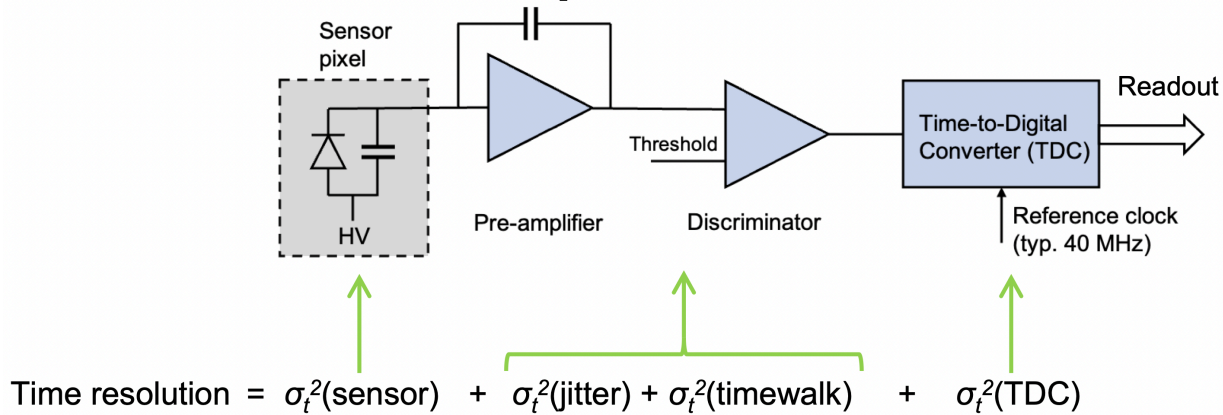 Sensor
pixel
HV
Pre-amplifier
Threshold
Discriminator
Time-to-Digital
Converter (TDC)
Readout
Reference clock
(typ. 40 MHz)
Time resolution = σt²(sensor) + σt²(jitter) + σt²(timewalk) + σt²(TDC)